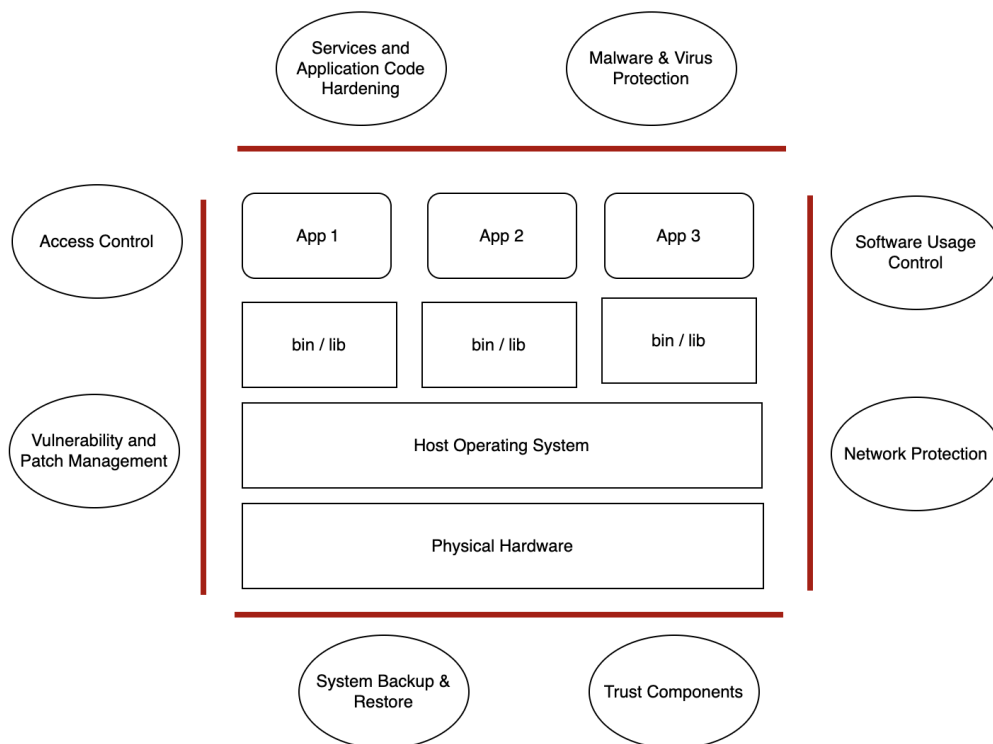 Services and
Application Code
Hardening
Malware & Virus
Protection
Access Control
App 1
App 2
App 3
Software Usage
Control
bin / lib
bin / lib
bin / lib
Vulnerability and
Patch Management
Host Operating System
Network Protection
Physical Hardware
System Backup &
Restore
Trust Components